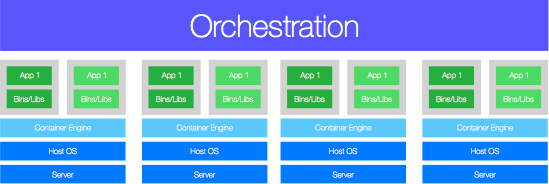 Orchestration
App 1 App 1 App 1 App 1 App 1 App 1 App 1 App 1
Bins/Libs Bins/Libs Bins/Libs Bins/Libs Bins/Libs Bins/Libs Bins/Libs Bins/Libs
Container Engine Container Engine Container Engine Container Engine
Host OS Host OS Host OS Host OS
Server Server Server Server